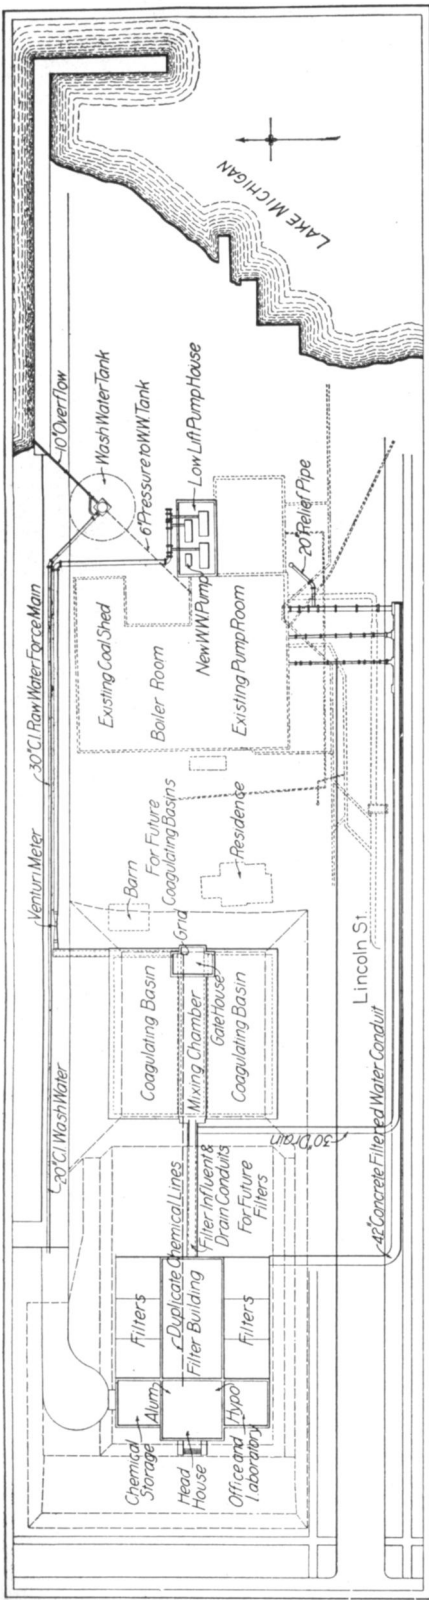 LAKE MICHIGAN
10" Overflow
Wash Water Tank
6" Pressure to W.W. Tank
Low Lift Pump House
20" Relief Pipe
30" C.I. Raw Water Force Main
Existing Coal Shed
Boiler Room
New W.W. Pump
Existing Pump Room
Venturi Meter
Barn
For Future
Coagulating Basins
Residence
Grid
Coagulating Basin
Mixing Chamber
Gate House
Coagulating Basin
Lincoln St.
20" C.I. Wash Water
30" Drain
42" Concrete Filtered Water Conduit
Duplicate Chemical Lines
Filter Influent &
Drain Conduits
For Future
Filters
Filters
Filter Building
Filters
Alum
Hypo
Chemical
Storage
Head
House
Office and
Laboratory